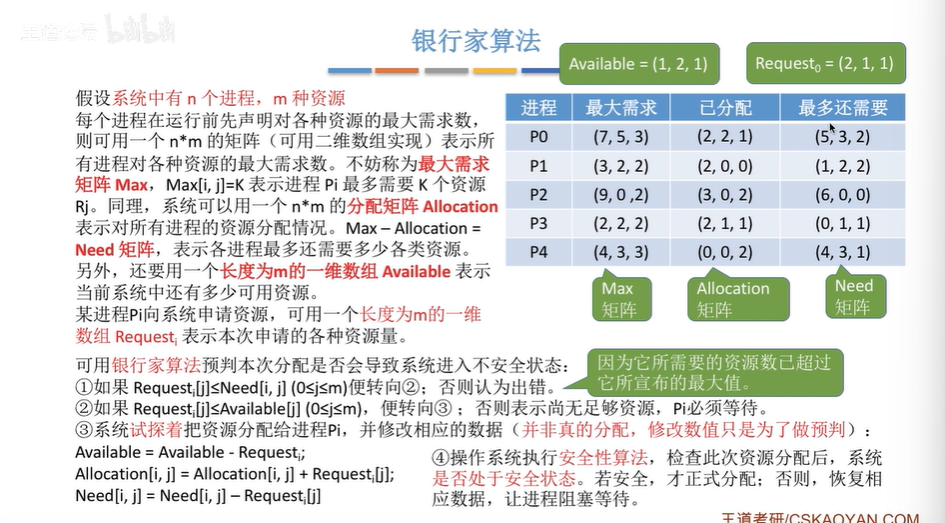 王道论坛 bilibili
银行家算法
Available = (1, 2, 1)
Request₀ = (2, 1, 1)
假设系统中有 n 个进程，m 种资源
每个进程在运行前先声明对各种资源的最大需求数，
则可用一个 n*m 的矩阵（可用二维数组实现）表示所
有进程对各种资源的最大需求数。不妨称为最大需求
矩阵 Max，Max[i, j]=K 表示进程 Pi 最多需要 K 个资源
Rj。同理，系统可以用一个 n*m 的分配矩阵 Allocation
表示对所有进程的资源分配情况。Max – Allocation =
Need 矩阵，表示各进程最多还需要多少各类资源。
另外，还要用一个长度为m的一维数组 Available 表示
当前系统中还有多少可用资源。
某进程Pi向系统申请资源，可用一个长度为m的一维
数组 Requestᵢ 表示本次申请的各种资源量。
进程 最大需求 已分配 最多还需要
P0 (7, 5, 3) (2, 2, 1) (5, 3, 2)
P1 (3, 2, 2) (2, 0, 0) (1, 2, 2)
P2 (9, 0 ,2) (3, 0, 2) (6, 0, 0)
P3 (2, 2, 2) (2, 1, 1) (0, 1, 1)
P4 (4, 3, 3) (0, 0, 2) (4, 3, 1)
Max
矩阵
Allocation
矩阵
Need
矩阵
可用银行家算法预判本次分配是否会导致系统进入不安全状态：
①如果 Requestᵢ[j]≤Need[i, j] (0≤j≤m)便转向②；否则认为出错。
因为它所需要的资源数已超过
它所宣布的最大值。
②如果 Requestᵢ[j]≤Available[j] (0≤j≤m)，便转向③ ；否则表示尚无足够资源，Pi必须等待。
③系统试探着把资源分配给进程Pi，并修改相应的数据（并非真的分配，修改数值只是为了做预判）：
Available = Available - Requestᵢ;
Allocation[i, j] = Allocation[i, j] + Requestᵢ[j];
Need[i, j] = Need[i, j] – Requestᵢ[j]
④操作系统执行安全性算法，检查此次资源分配后，系统
是否处于安全状态。若安全，才正式分配；否则，恢复相
应数据，让进程阻塞等待。
王道考研/CSKAOYAN.COM